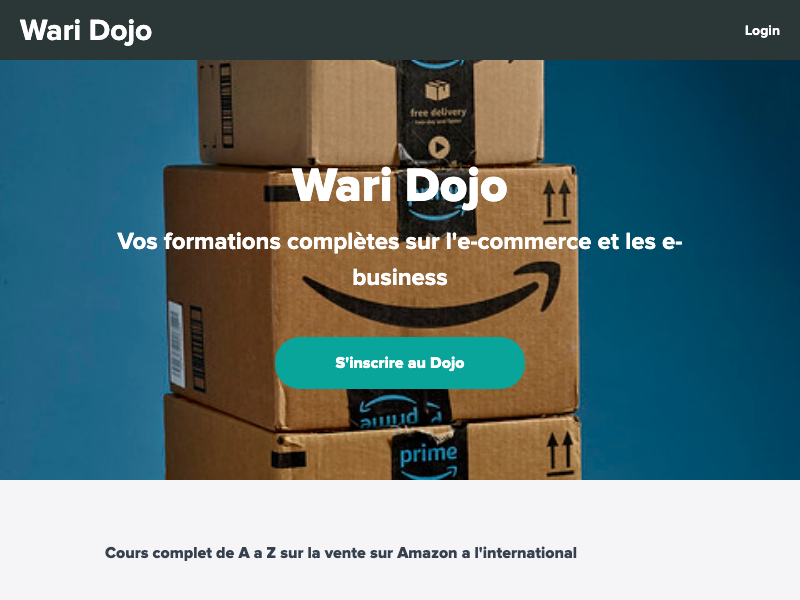 Wari Dojo
Login
free delivery
Wari Dojo
Vos formations complètes sur l'e-commerce et les e-
business
S'inscrire au Dojo
prime
prime
Cours complet de A a Z sur la vente sur Amazon a l'international